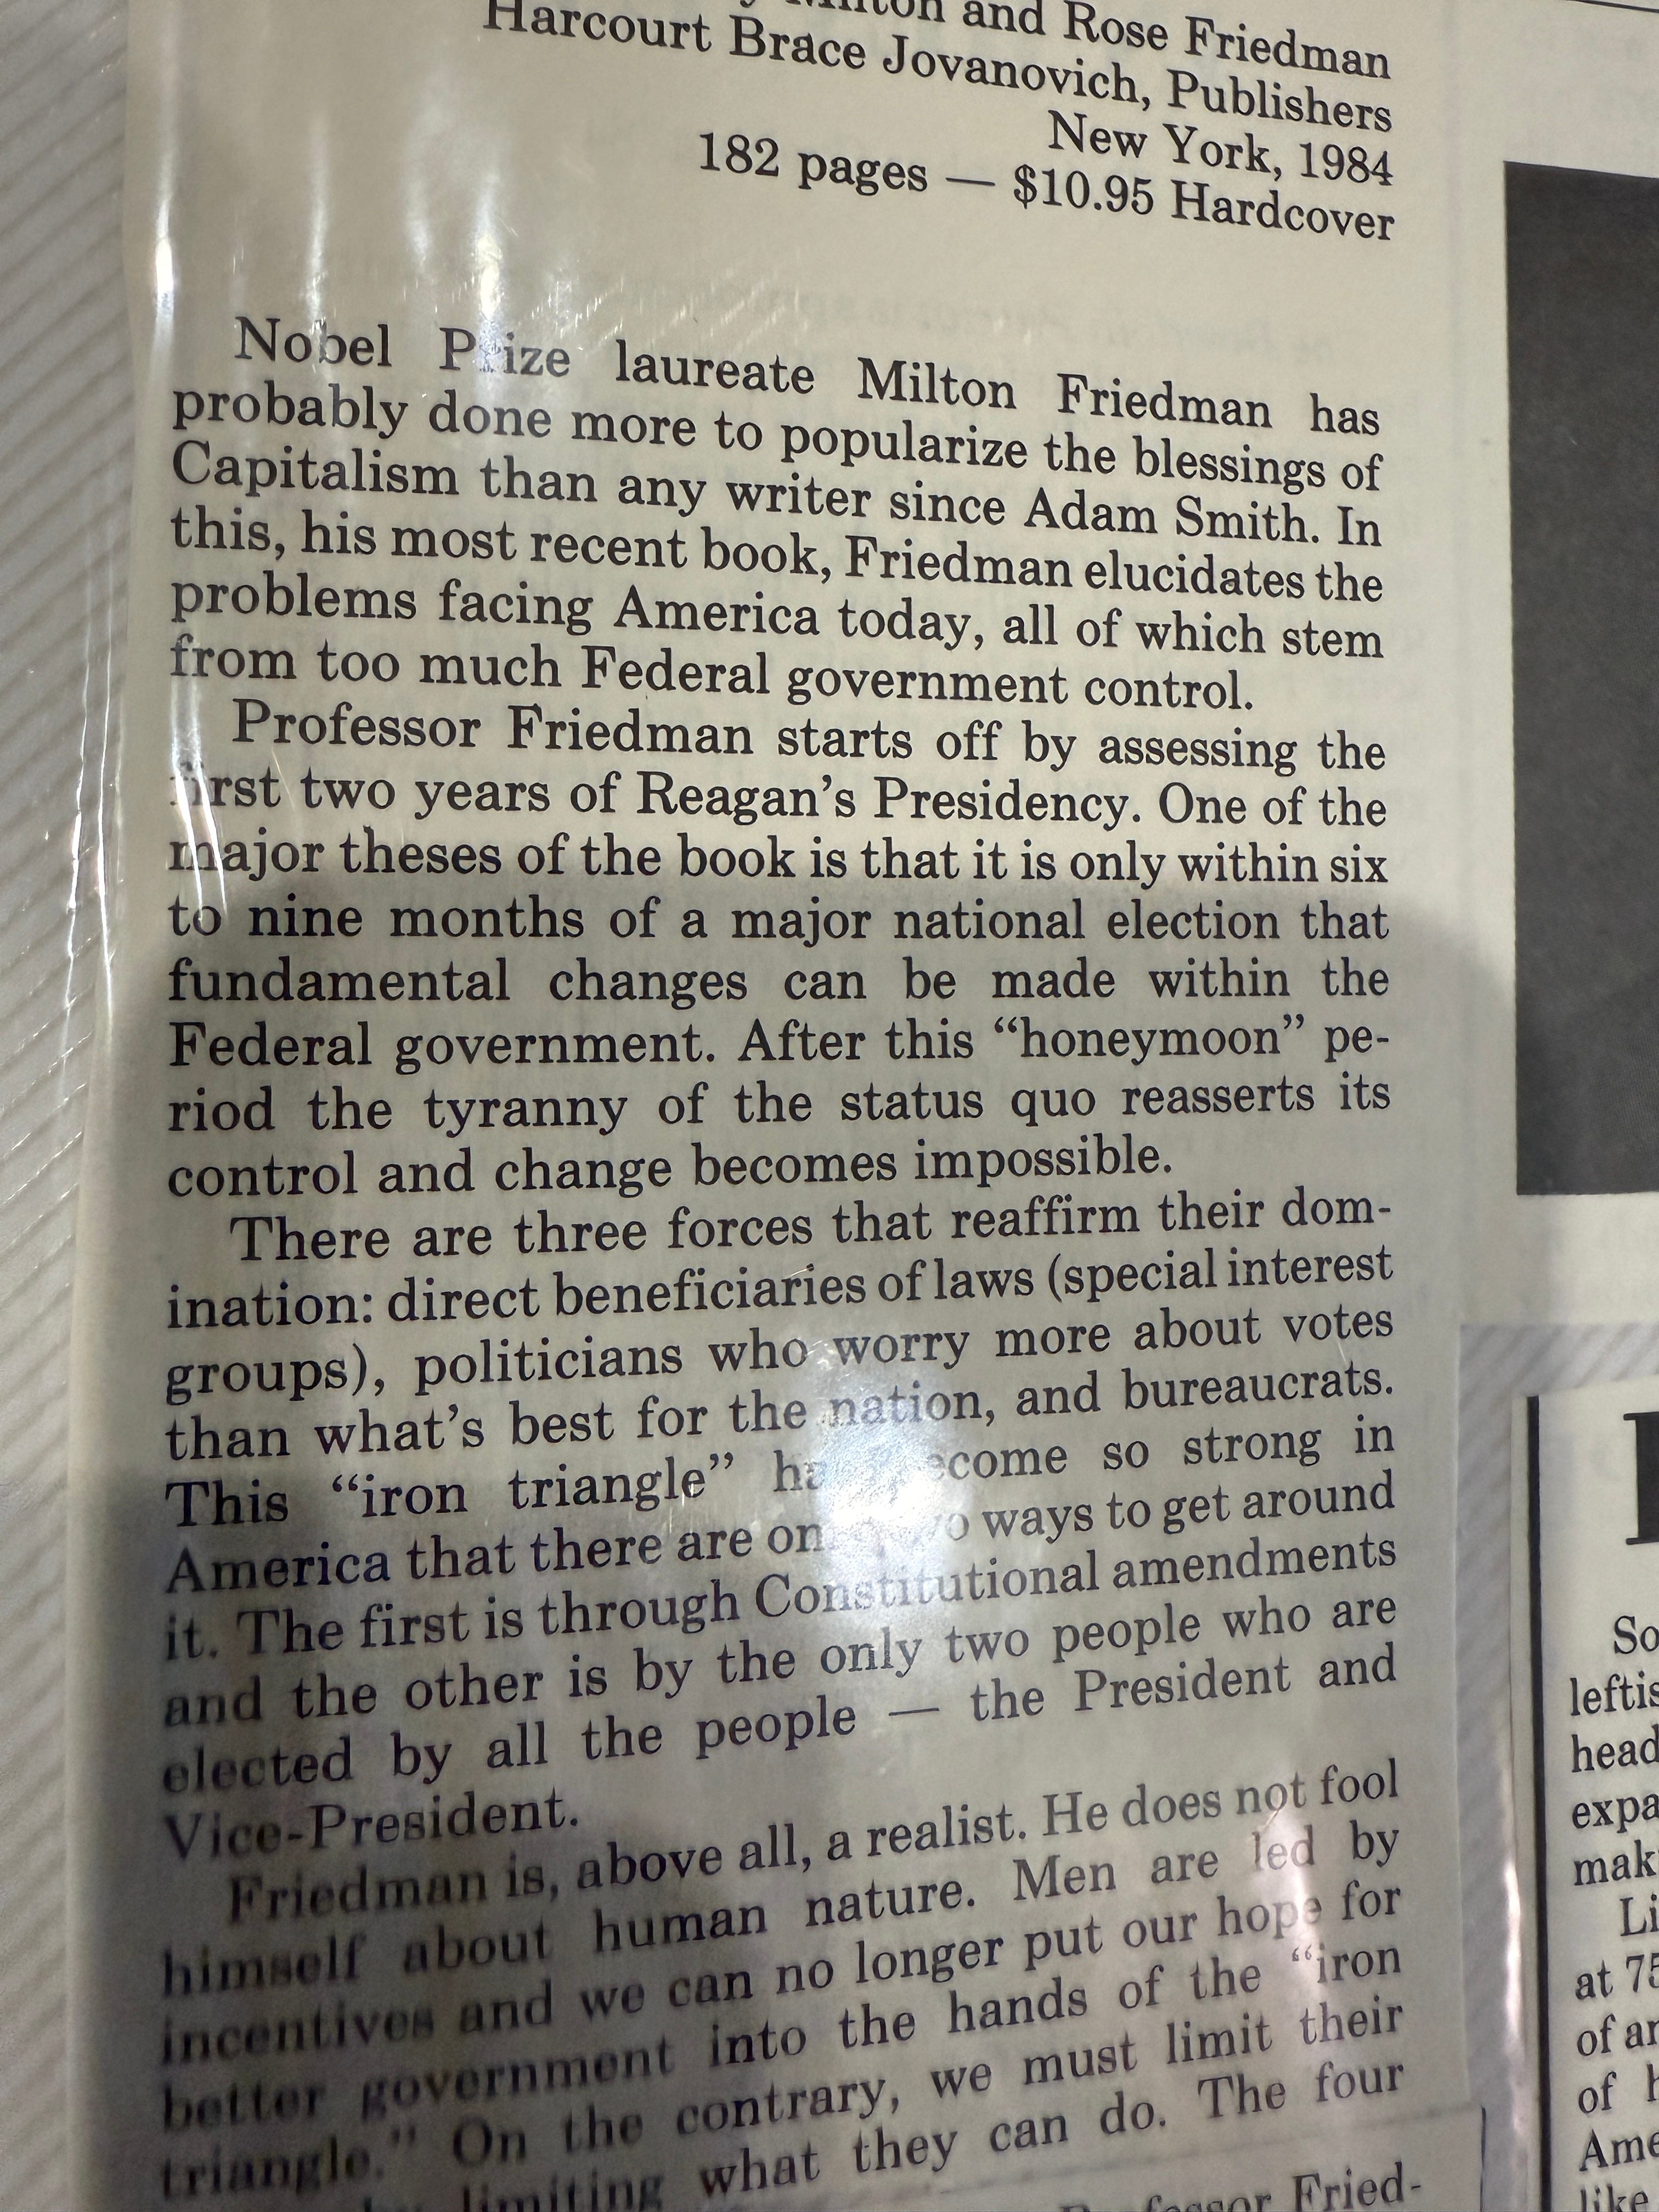 Milton and Rose Friedman
Harcourt Brace Jovanovich, Publishers
New York, 1984
182 pages — $10.95 Hardcover
Nobel Prize laureate Milton Friedman has
probably done more to popularize the blessings of
Capitalism than any writer since Adam Smith. In
this, his most recent book, Friedman elucidates the
problems facing America today, all of which stem
from too much Federal government control.
Professor Friedman starts off by assessing the
first two years of Reagan’s Presidency. One of the
major theses of the book is that it is only within six
to nine months of a major national election that
fundamental changes can be made within the
Federal government. After this “honeymoon” pe-
riod the tyranny of the status quo reasserts its
control and change becomes impossible.
There are three forces that reaffirm their dom-
ination: direct beneficiaries of laws (special interest
groups), politicians who worry more about votes
than what’s best for the nation, and bureaucrats.
This “iron triangle” has become so strong in
America that there are only two ways to get around
it. The first is through Constitutional amendments
and the other is by the only two people who are
elected by all the people — the President and
Vice-President.
Friedman is, above all, a realist. He does not fool
himself about human nature. Men are led by
incentives and we can no longer put our hope for
better government into the hands of the “iron
triangle.” On the contrary, we must limit their
limiting what they can do. The four
Professor Fried-
So
leftis
head
expa
mak
Li
at 75
of ar
of h
Ame
like